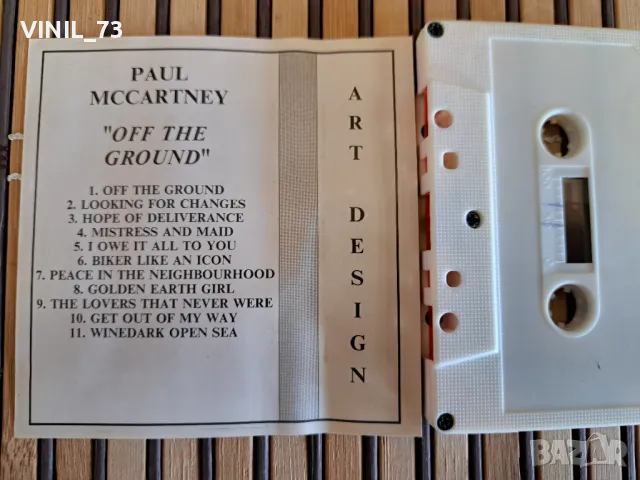 VINIL_73
PAUL
MCCARTNEY
"OFF THE
GROUND"
1. OFF THE GROUND
2. LOOKING FOR CHANGES
3. HOPE OF DELIVERANCE
4. MISTRESS AND MAID
5. I OWE IT ALL TO YOU
6. BIKER LIKE AN ICON
7. PEACE IN THE NEIGHBOURHOOD
8. GOLDEN EARTH GIRL
9. THE LOVERS THAT NEVER WERE
10. GET OUT OF MY WAY
11. WINEDARK OPEN SEA
ART DESIGN
BAZAR